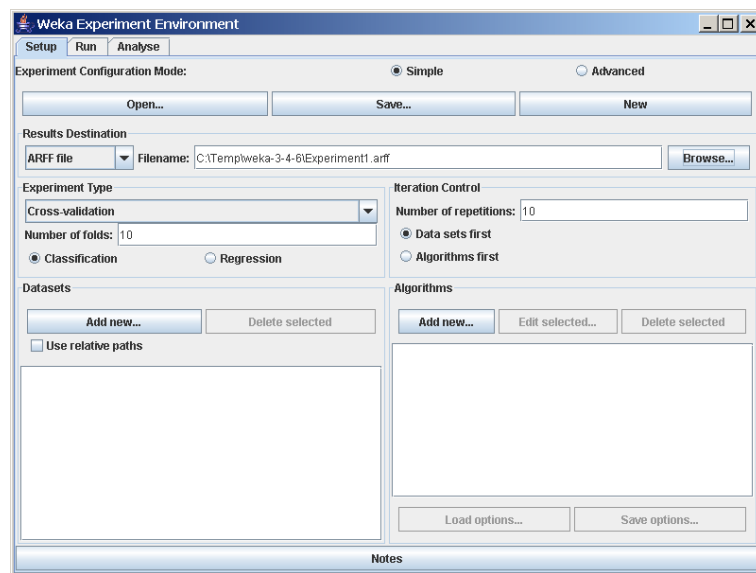 Weka Experiment Environment
Setup Run Analyse
Experiment Configuration Mode: Simple Advanced
Open... Save... New
Results Destination
ARFF file Filename: C:\Temp\weka-3-4-6\Experiment1.arff Browse...
Experiment Type
Cross-validation
Number of folds: 10
Classification Regression
Iteration Control
Number of repetitions: 10
Data sets first
Algorithms first
Datasets
Add new... Delete selected
Use relative paths
Algorithms
Add new... Edit selected... Delete selected
Load options... Save options...
Notes